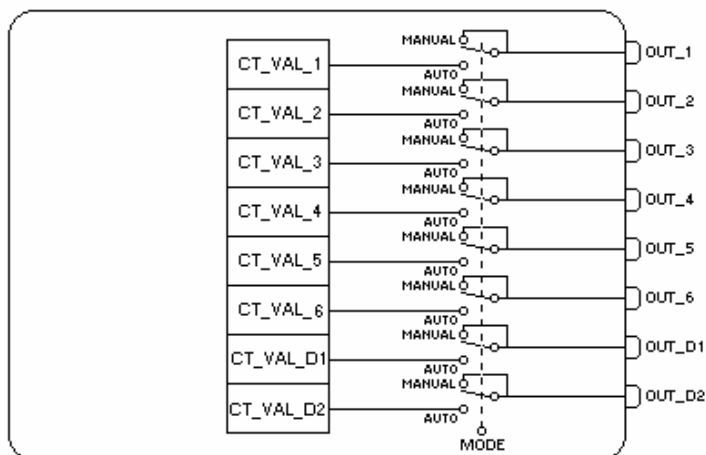 MANUAL
OUT_1
CT_VAL_1
AUTO
MANUAL
OUT_2
CT_VAL_2
AUTO
MANUAL
OUT_3
CT_VAL_3
AUTO
MANUAL
OUT_4
CT_VAL_4
AUTO
MANUAL
OUT_5
CT_VAL_5
AUTO
MANUAL
OUT_6
CT_VAL_6
AUTO
MANUAL
OUT_D1
CT_VAL_D1
AUTO
MANUAL
OUT_D2
CT_VAL_D2
AUTO
MODE